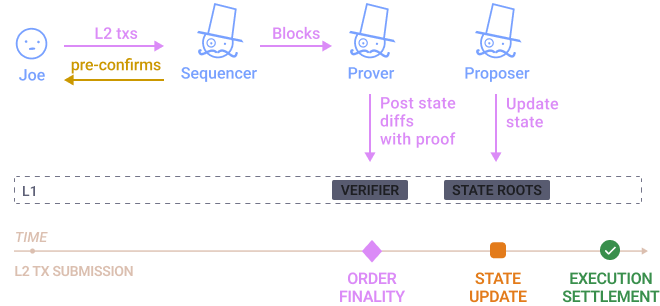 L2 txs
pre-confirms
Blocks
Joe
Sequencer
Prover
Proposer
Post state
diffs
with proof
Update
state
L1
VERIFIER
STATE ROOTS
TIME
L2 TX SUBMISSION
ORDER
FINALITY
STATE
UPDATE
EXECUTION
SETTLEMENT